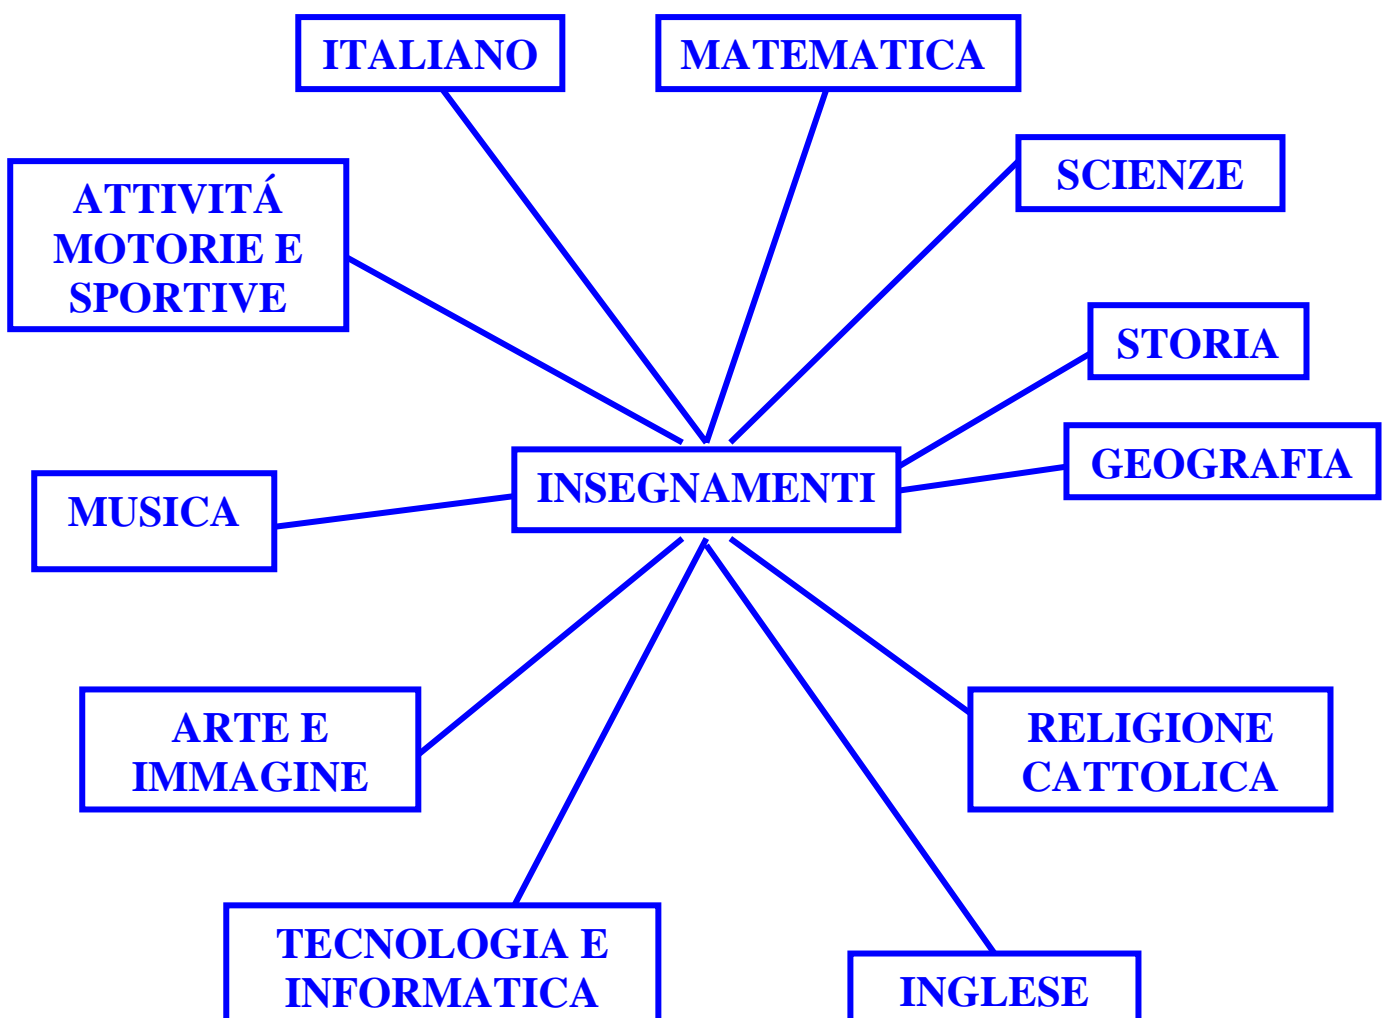 ITALIANO
MATEMATICA
SCIENZE
ATTIVITÁ
MOTORIE E
SPORTIVE
STORIA
GEOGRAFIA
INSEGNAMENTI
MUSICA
ARTE E
IMMAGINE
RELIGIONE
CATTOLICA
TECNOLOGIA E
INFORMATICA
INGLESE